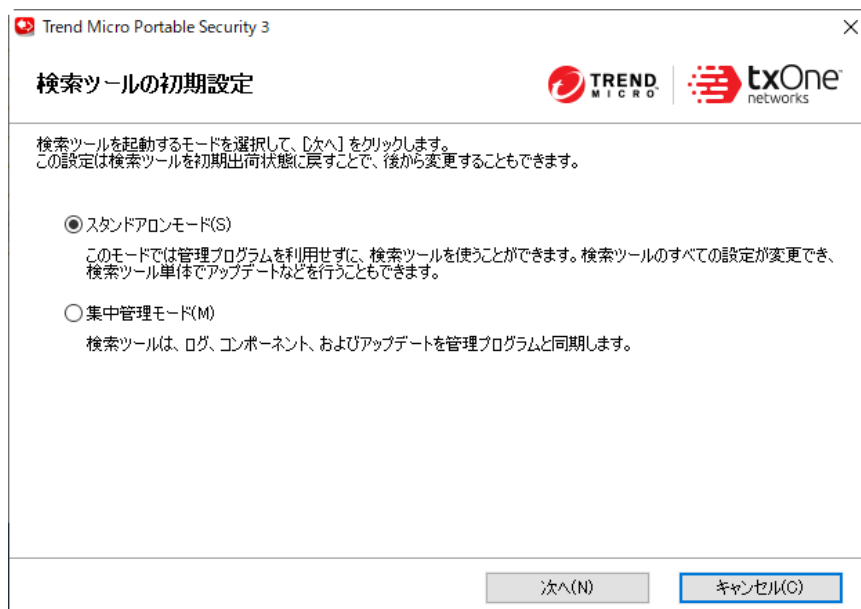 Trend Micro Portable Security 3
検索ツールの初期設定
TREND MICRO
txOne networks
検索ツールを起動するモードを選択して、[次へ] をクリックします。
この設定は検索ツールを初期出荷状態に戻すことで、後から変更することもできます。
スタンドアロンモード(S)
このモードでは管理プログラムを利用せずに、検索ツールを使うことができます。検索ツールのすべての設定が変更でき、
検索ツール単体でアップデートなどを行うこともできます。
集中管理モード(M)
検索ツールは、ログ、コンポーネント、およびアップデートを管理プログラムと同期します。
次へ(N)
キャンセル(C)